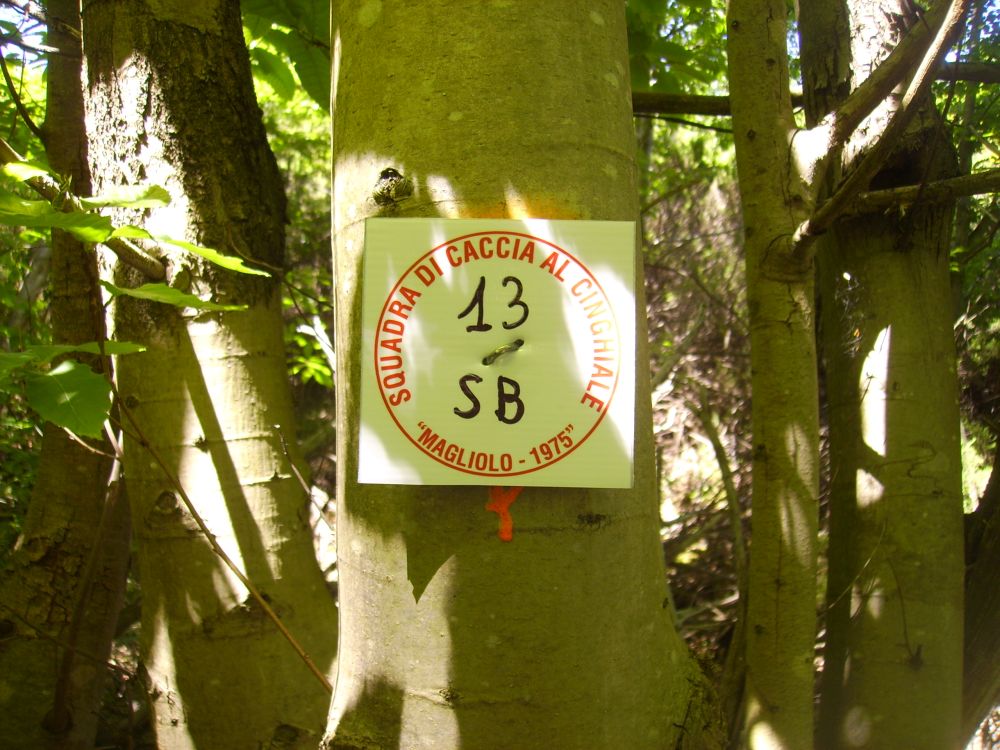 SQUADRA DI CACCIA AL CINGHIALE
13
SB
"MAGLIOLO - 1975"